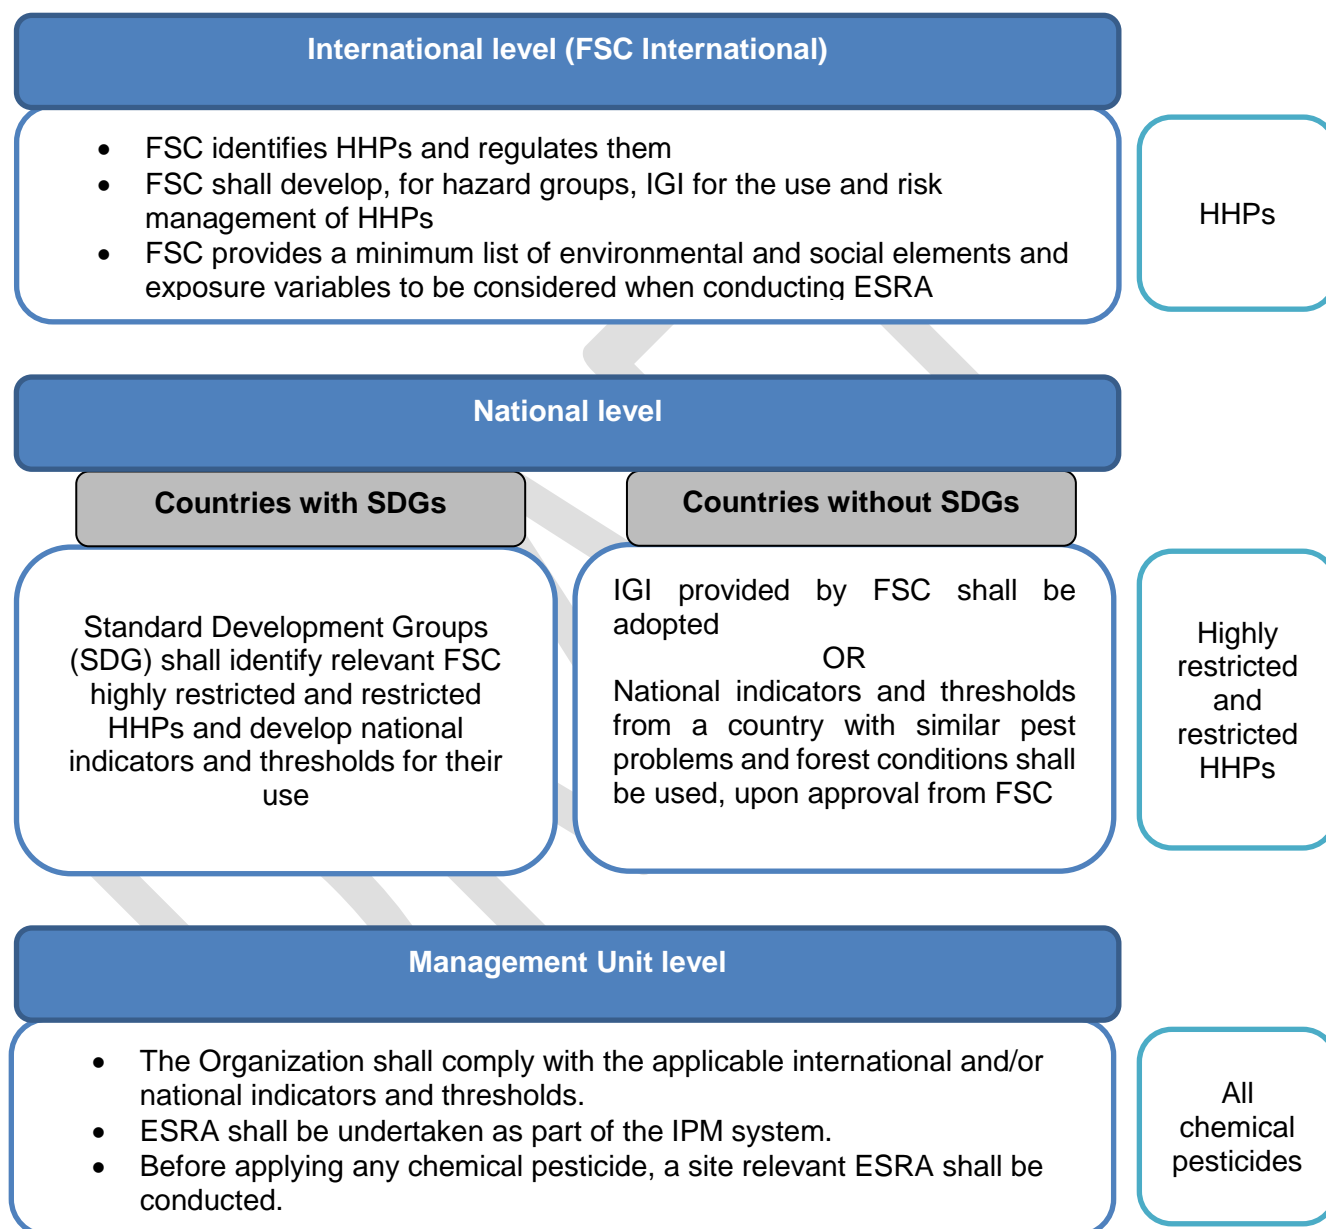 International level (FSC International)
• FSC identifies HHPs and regulates them
• FSC shall develop, for hazard groups, IGI for the use and risk
management of HHPs
• FSC provides a minimum list of environmental and social elements and
exposure variables to be considered when conducting ESRA
HHPs
National level
Countries with SDGs
Standard Development Groups
(SDG) shall identify relevant FSC
highly restricted and restricted
HHPs and develop national
indicators and thresholds for their
use
Countries without SDGs
IGI provided by FSC shall be
adopted
OR
National indicators and thresholds
from a country with similar pest
problems and forest conditions shall
be used, upon approval from FSC
Highly
restricted
and
restricted
HHPs
Management Unit level
• The Organization shall comply with the applicable international and/or
national indicators and thresholds.
• ESRA shall be undertaken as part of the IPM system.
• Before applying any chemical pesticide, a site relevant ESRA shall be
conducted.
All
chemical
pesticides